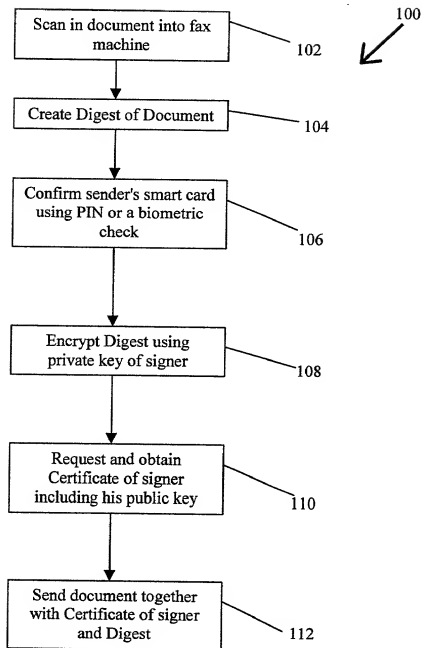 100
Scan in document into fax
machine
102
Create Digest of Document
104
Confirm sender's smart card
using PIN or a biometric
check
106
Encrypt Digest using
private key of signer
108
Request and obtain
Certificate of signer
including his public key
110
Send document together
with Certificate of signer
and Digest
112